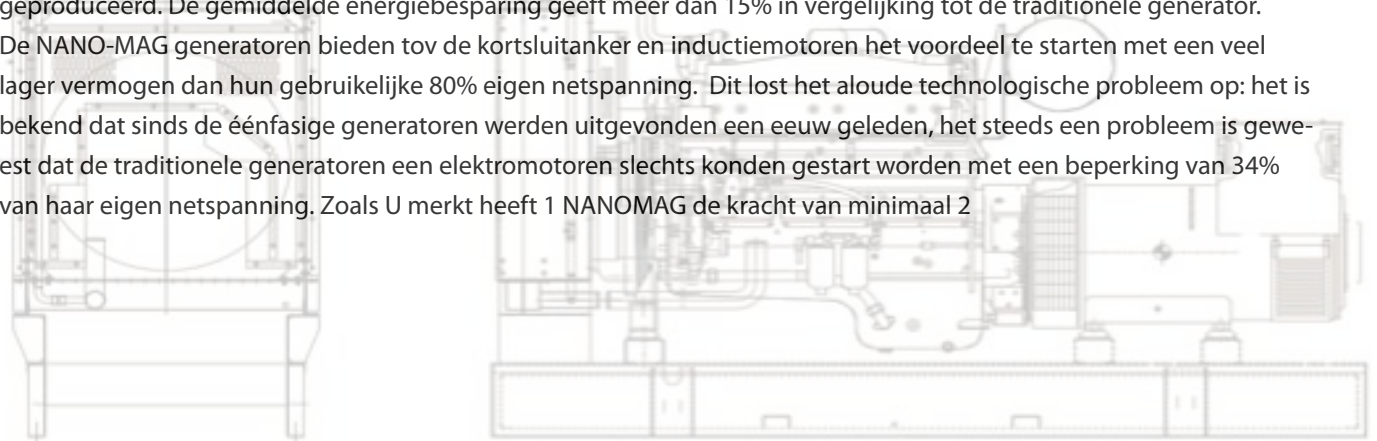 geproduceerd. De gemiddelde energiebesparing geeft meer dan 15% in vergelijking tot de traditionele generator.
De NANO-MAG generatoren bieden tov de kortsluitanker en inductiemotoren het voordeel te starten met een veel
lager vermogen dan hun gebruikelijke 80% eigen netspanning. Dit lost het aloude technologische probleem op: het is
bekend dat sinds de éénfasige generatoren werden uitgevonden een eeuw geleden, het steeds een probleem is gewe-
est dat de traditionele generatoren een elektromotoren slechts konden gestart worden met een beperking van 34%
van haar eigen netspanning. Zoals U merkt heeft 1 NANOMAG de kracht van minimaal 2